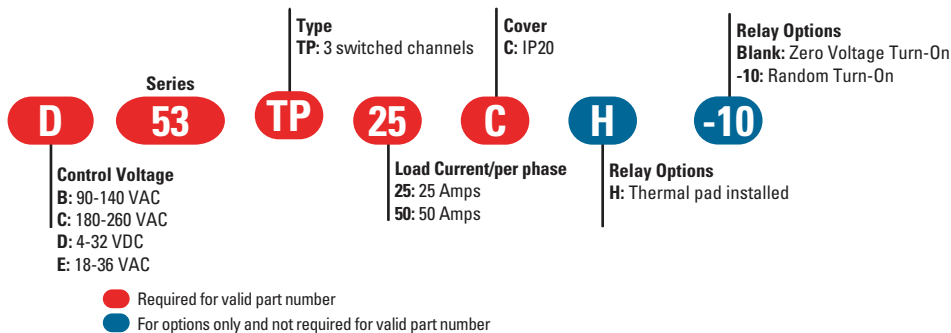 Type
TP: 3 switched channels
Cover
C: IP20
Relay Options
Blank: Zero Voltage Turn-On
-10: Random Turn-On
Series
D
53
TP
25
C
H
-10
Control Voltage
B: 90-140 VAC
C: 180-260 VAC
D: 4-32 VDC
E: 18-36 VAC
Load Current/per phase
25: 25 Amps
50: 50 Amps
Relay Options
H: Thermal pad installed
Required for valid part number
For options only and not required for valid part number